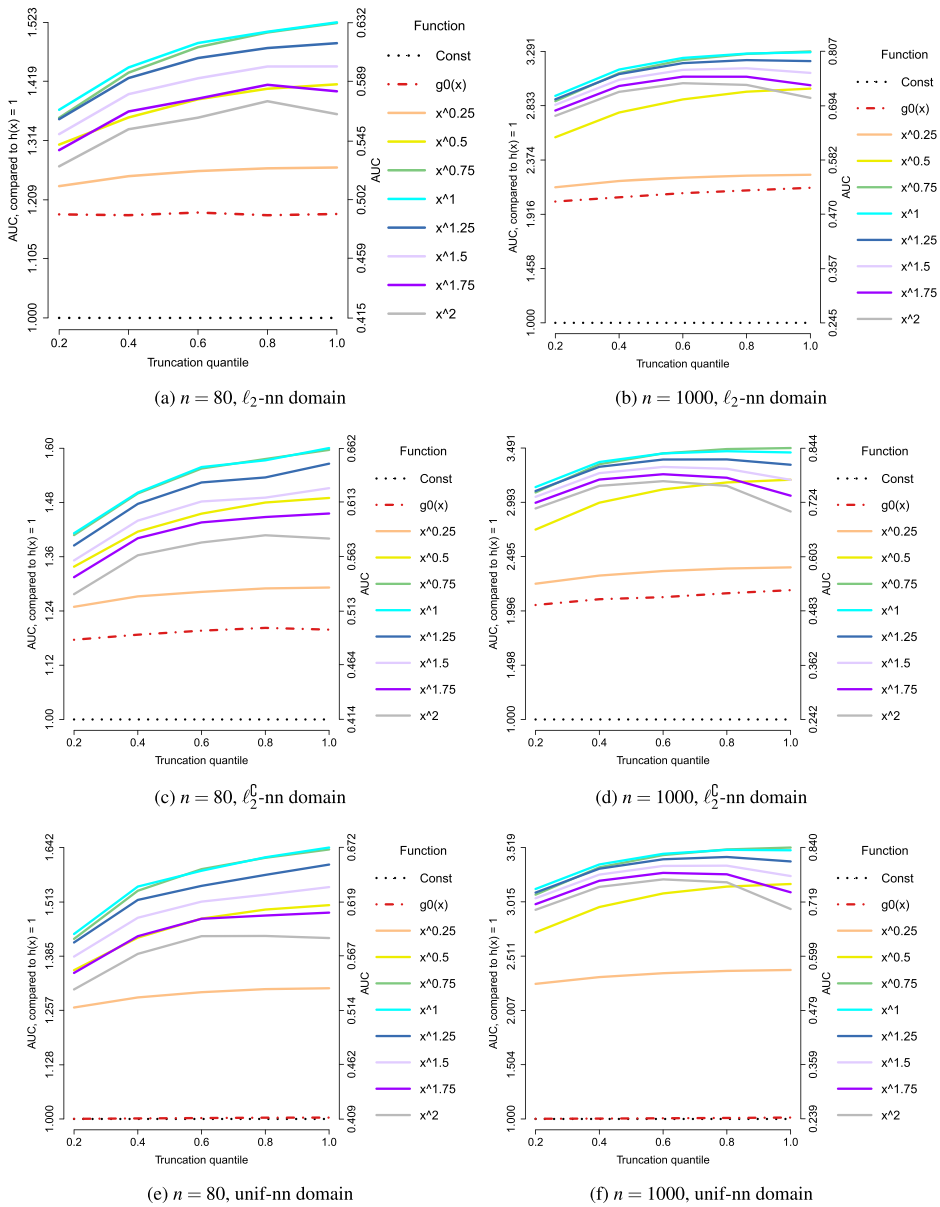 AUC, compared to h(x) = 1
1.000 1.105 1.209 1.314 1.419 1.523
0.2 0.4 0.6 0.8 1.0
Truncation quantile
0.415 0.459 0.502 0.545 0.589 0.632
AUC
Function
Const
g0(x)
x^0.25
x^0.5
x^0.75
x^1
x^1.25
x^1.5
x^1.75
x^2
(a) n = 80, ℓ₂-nn domain
AUC, compared to h(x) = 1
1.000 1.458 1.916 2.374 2.833 3.291
0.2 0.4 0.6 0.8 1.0
Truncation quantile
0.245 0.357 0.470 0.582 0.694 0.807
AUC
Function
Const
g0(x)
x^0.25
x^0.5
x^0.75
x^1
x^1.25
x^1.5
x^1.75
x^2
(b) n = 1000, ℓ₂-nn domain
AUC, compared to h(x) = 1
1.00 1.12 1.24 1.36 1.48 1.60
0.2 0.4 0.6 0.8 1.0
Truncation quantile
0.414 0.464 0.513 0.563 0.613 0.662
AUC
Function
Const
g0(x)
x^0.25
x^0.5
x^0.75
x^1
x^1.25
x^1.5
x^1.75
x^2
(c) n = 80, ℓ₂^∁-nn domain
AUC, compared to h(x) = 1
1.000 1.498 1.996 2.495 2.993 3.491
0.2 0.4 0.6 0.8 1.0
Truncation quantile
0.242 0.362 0.483 0.603 0.724 0.844
AUC
Function
Const
g0(x)
x^0.25
x^0.5
x^0.75
x^1
x^1.25
x^1.5
x^1.75
x^2
(d) n = 1000, ℓ₂^∁-nn domain
AUC, compared to h(x) = 1
1.000 1.128 1.257 1.385 1.513 1.642
0.2 0.4 0.6 0.8 1.0
Truncation quantile
0.409 0.462 0.514 0.567 0.619 0.672
AUC
Function
Const
g0(x)
x^0.25
x^0.5
x^0.75
x^1
x^1.25
x^1.5
x^1.75
x^2
(e) n = 80, unif-nn domain
AUC, compared to h(x) = 1
1.000 1.504 2.007 2.511 3.015 3.519
0.2 0.4 0.6 0.8 1.0
Truncation quantile
0.239 0.359 0.479 0.599 0.719 0.840
AUC
Function
Const
g0(x)
x^0.25
x^0.5
x^0.75
x^1
x^1.25
x^1.5
x^1.75
x^2
(f) n = 1000, unif-nn domain